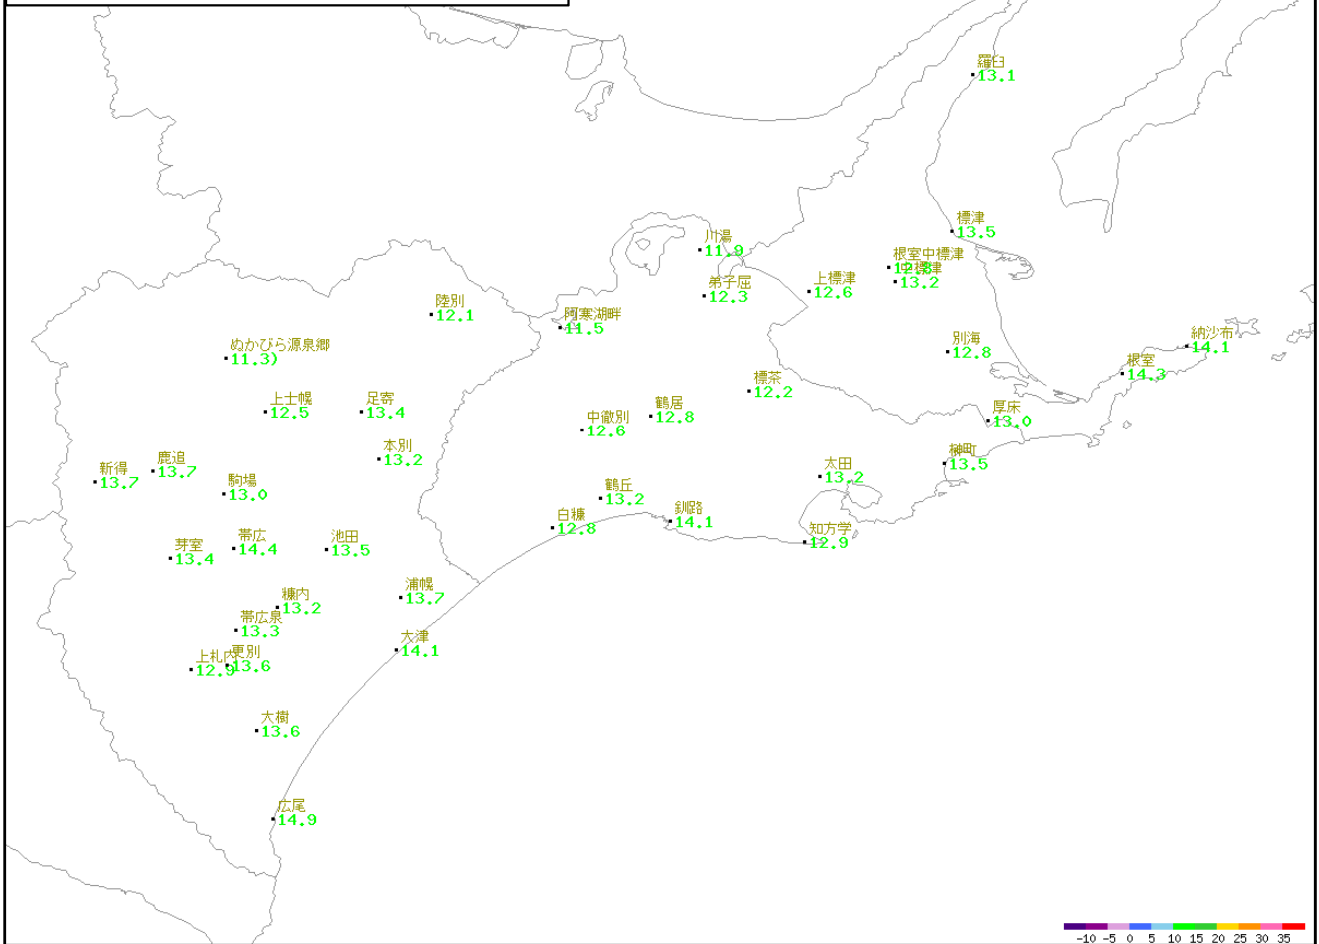 羅臼
13.1
標津
13.5
川湯
11.9
根室中標津
中標津
13.2
弟子屈
12.3
上標津
12.6
陸別
12.1
阿寒湖畔
11.5
ぬかびら源泉郷
11.3)
別海
12.8
納沙布
14.1
根室
14.3
標茶
12.2
上士幌
12.5
足寄
13.4
鶴居
12.8
中徹別
12.6
厚床
13.0
本別
13.2
榊町
13.5
新得
13.7
鹿追
13.7
太田
13.2
駒場
13.0
鶴丘
13.2
白糠
12.8
釧路
14.1
知方学
12.9
芽室
13.4
帯広
14.4
池田
13.5
浦幌
13.7
糠内
13.2
帯広泉
13.3
大津
14.1
上札内
12.9
更別
13.6
大樹
13.6
広尾
14.9
-10 -5 0 5 10 15 20 25 30 35